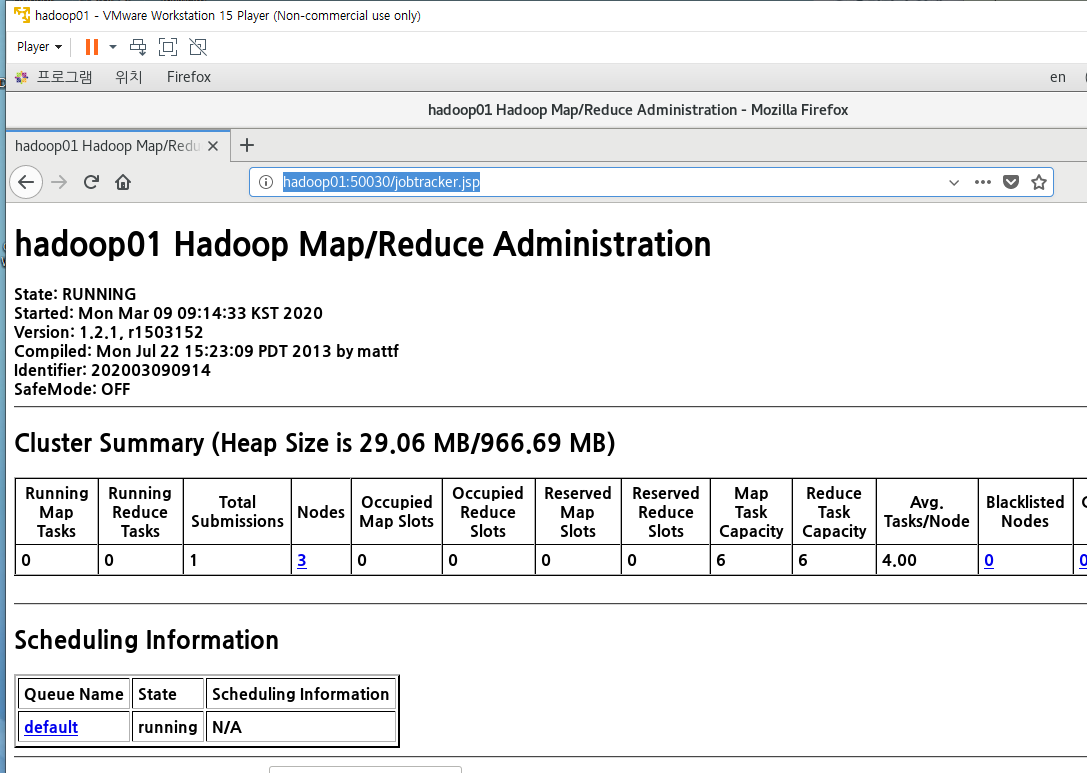 hadoop01 - VMware Workstation 15 Player (Non-commercial use only)
Player
프로그램 위치 Firefox en
hadoop01 Hadoop Map/Reduce Administration - Mozilla Firefox
hadoop01 Hadoop Map/Redu
hadoop01:50030/jobtracker.jsp
hadoop01 Hadoop Map/Reduce Administration
State: RUNNING
Started: Mon Mar 09 09:14:33 KST 2020
Version: 1.2.1, r1503152
Compiled: Mon Jul 22 15:23:09 PDT 2013 by mattf
Identifier: 202003090914
SafeMode: OFF
Cluster Summary (Heap Size is 29.06 MB/966.69 MB)
Running Map Tasks Running Reduce Tasks Total Submissions Nodes Occupied Map Slots Occupied Reduce Slots Reserved Map Slots Reserved Reduce Slots Map Task Capacity Reduce Task Capacity Avg. Tasks/Node Blacklisted Nodes
0 0 1 3 0 0 0 0 6 6 4.00 0 0
Scheduling Information
Queue Name State Scheduling Information
default running N/A